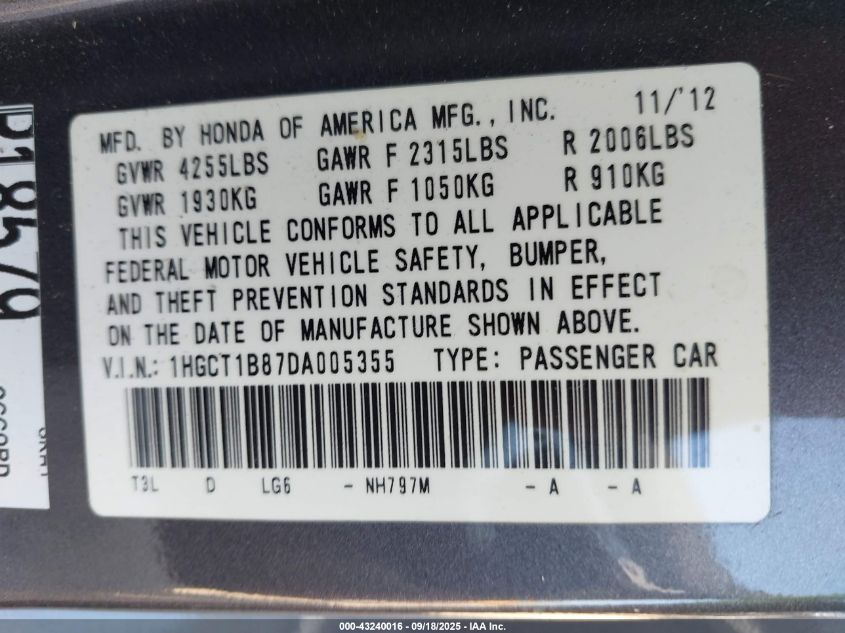 MFD. BY HONDA OF AMERICA MFG., INC. 11/'12
GVWR 4255LBS GAWR F 2315LBS R 2006LBS
GVWR 1930KG GAWR F 1050KG R 910KG
THIS VEHICLE CONFORMS TO ALL APPLICABLE
FEDERAL MOTOR VEHICLE SAFETY, BUMPER,
AND THEFT PREVENTION STANDARDS IN EFFECT
ON THE DATE OF MANUFACTURE SHOWN ABOVE.
V.I.N.: 1HGCT1B87DA005355 TYPE: PASSENGER CAR
T3L D LG6 - NH797M - A - A
000-43240016 - 09/18/2025 - IAA Inc.